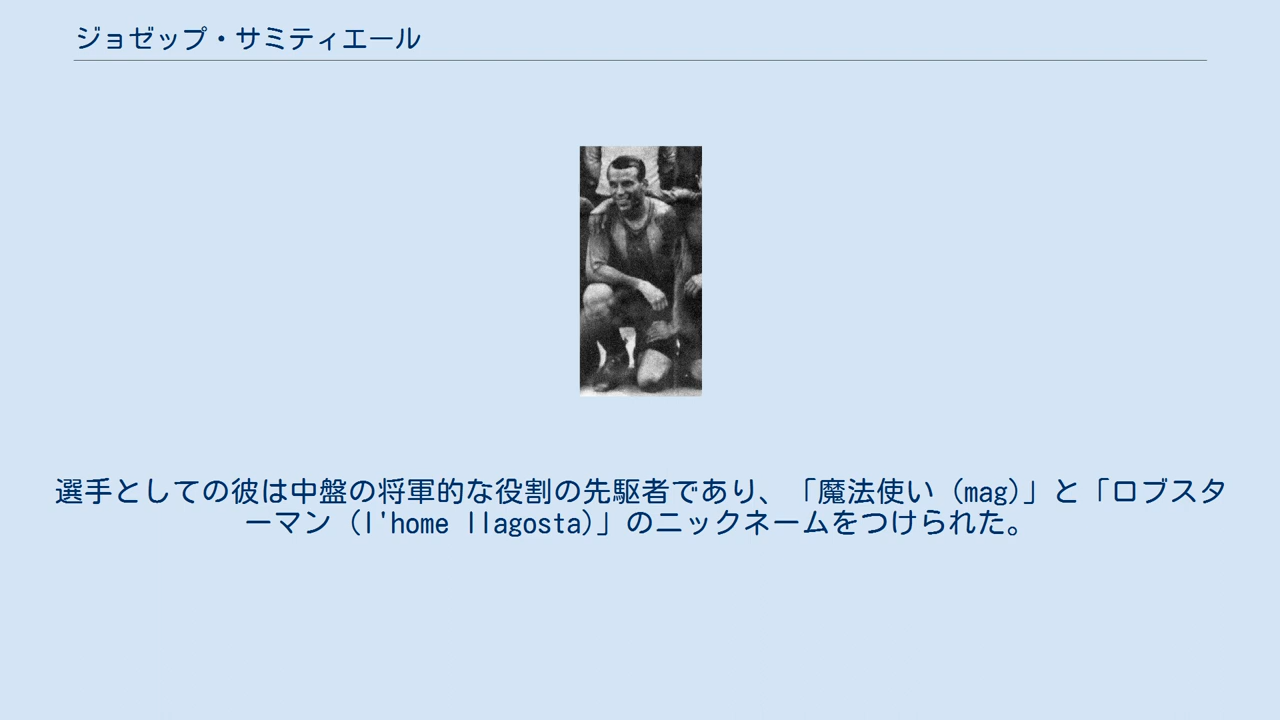 ジョゼップ・サミティエール
選手としての彼は中盤の将軍的な役割の先駆者であり、「魔法使い (mag)」と「ロブスタ
ーマン (l'home llagosta)」のニックネームをつけられた。